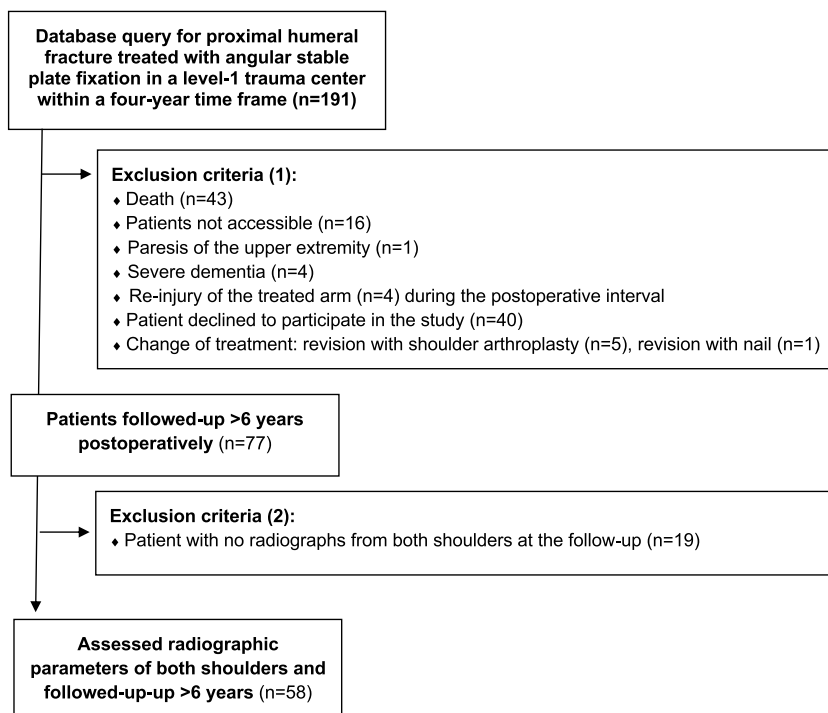 Database query for proximal humeral
fracture treated with angular stable
plate fixation in a level-1 trauma center
within a four-year time frame (n=191)
Exclusion criteria (1):
♦ Death (n=43)
♦ Patients not accessible (n=16)
♦ Paresis of the upper extremity (n=1)
♦ Severe dementia (n=4)
♦ Re-injury of the treated arm (n=4) during the postoperative interval
♦ Patient declined to participate in the study (n=40)
♦ Change of treatment: revision with shoulder arthroplasty (n=5), revision with nail (n=1)
Patients followed-up >6 years
postoperatively (n=77)
Exclusion criteria (2):
♦ Patient with no radiographs from both shoulders at the follow-up (n=19)
Assessed radiographic
parameters of both shoulders and
followed-up-up >6 years (n=58)